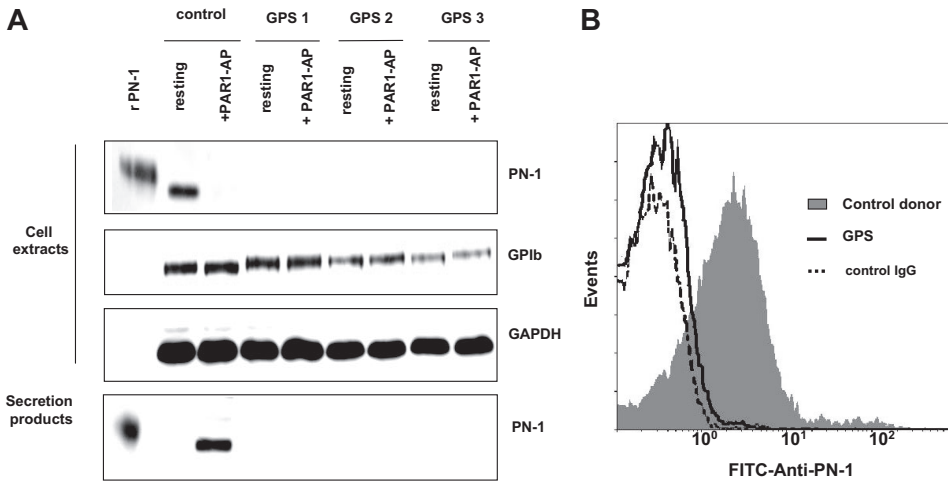 A
control
GPS 1
GPS 2
GPS 3
r PN-1
resting
+PAR1-AP
resting
+ PAR1-AP
resting
+ PAR1-AP
resting
+ PAR1-AP
Cell
extracts
PN-1
GPIb
GAPDH
Secretion
products
PN-1
B
Events
Control donor
GPS
control IgG
10⁰
10¹
10²
FITC-Anti-PN-1